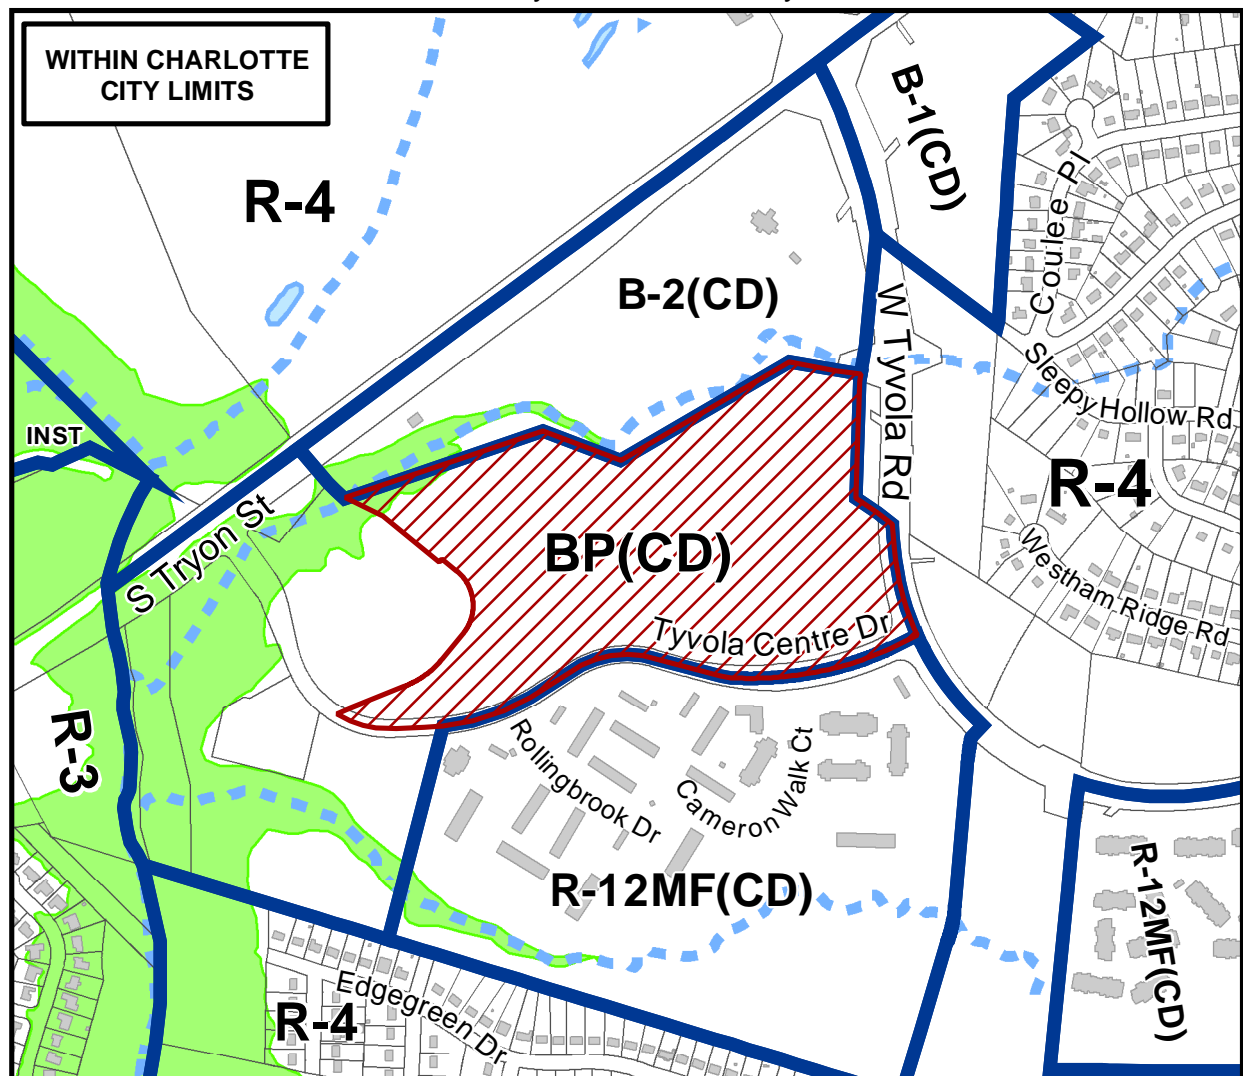 WITHIN CHARLOTTE
CITY LIMITS
R-4
B-1(CD)
Coulee Pl
B-2(CD)
W Tyvola Rd
Sleepy Hollow Rd
INST
R-4
S Tryon St
BP(CD)
Westham Ridge Rd
Tyvola Centre Dr
R-3
Rollingbrook Dr
Cameron Walk Ct
R-12MF(CD)
R-12MF(CD)
Edgegreen Dr
R-4